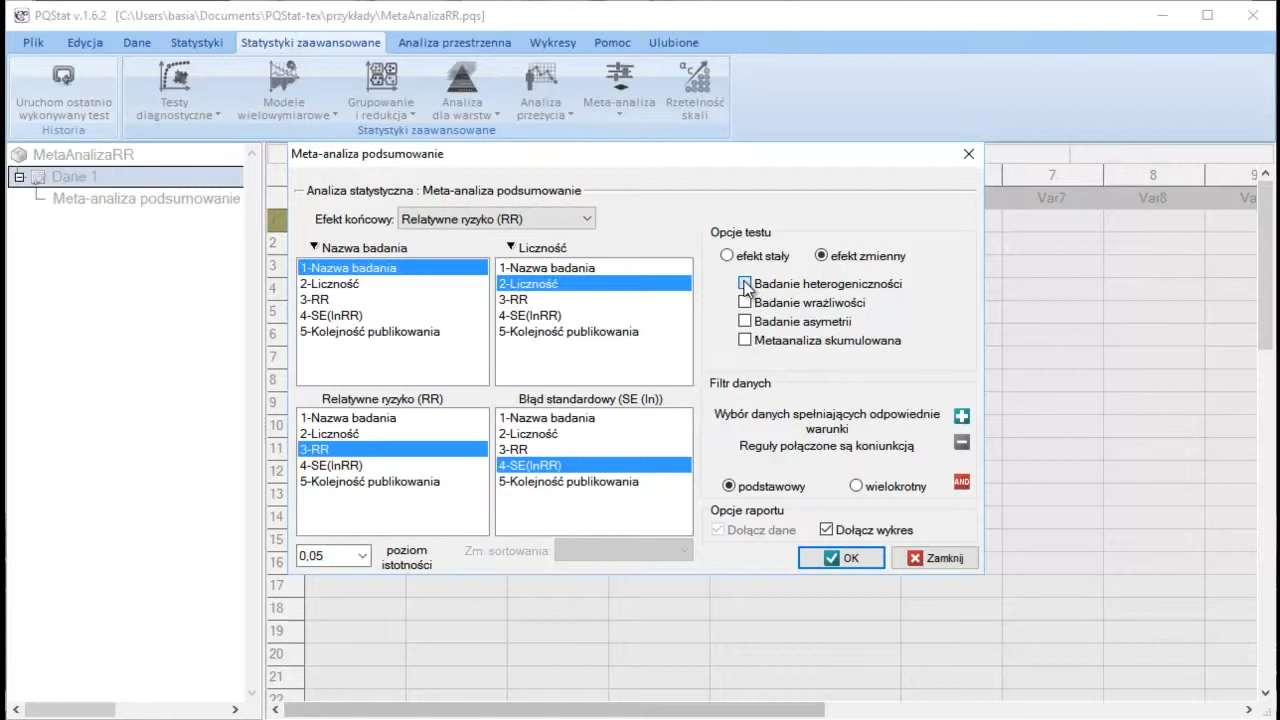 PQStat v.1.6.2 [C:\Users\basia\Documents\PQStat-tex\przykłady\MetaAnalizaRR.pqs]
Plik Edycja Dane Statystyki Statystyki zaawansowane Analiza przestrzenna Wykresy Pomoc Ulubione
Uruchom ostatnio wykonywany test
Testy diagnostyczne
Modele wielowymiarowe
Grupowanie i redukcja
Analiza dla warstw
Analiza przeżycia
Meta-analiza
Rzetelność skali
Historia
Statystyki zaawansowane
MetaAnalizaRR
Dane 1
Meta-analiza podsumowanie
Meta-analiza podsumowanie
Analiza statystyczna : Meta-analiza podsumowanie
Efekt końcowy: Relatywne ryzyko (RR)
Nazwa badania
1-Nazwa badania
2-Liczność
3-RR
4-SE(lnRR)
5-Kolejność publikowania
Liczność
1-Nazwa badania
2-Liczność
3-RR
4-SE(lnRR)
5-Kolejność publikowania
Relatywne ryzyko (RR)
1-Nazwa badania
2-Liczność
3-RR
4-SE(lnRR)
5-Kolejność publikowania
Błąd standardowy (SE (ln))
1-Nazwa badania
2-Liczność
3-RR
4-SE(lnRR)
5-Kolejność publikowania
0,05
poziom
istotności
Zm. sortowania:
Opcje testu
efekt stały efekt zmienny
Badanie heterogeniczności
Badanie wrażliwości
Badanie asymetrii
Metaanaliza skumulowana
Filtr danych
Wybór danych spełniających odpowiednie
warunki
Reguły połączone są koniunkcją
podstawowy wielokrotny AND
Opcje raportu
Dołącz dane Dołącz wykres
OK Zamknij
7 8 9
Var7 Var8 Va
1
2
3
4
5
6
7
8
9
10
11
12
13
14
15
16
17
18
19
20
21
22